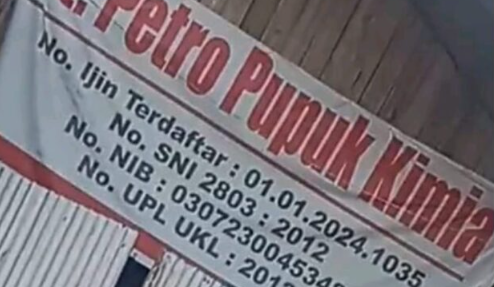 . Petro Pupuk Kimia
No. Ijin Terdaftar : 01.01.2024.1035
No. SNI 2803 : 2012
No. NIB : 030723004534
No. UPL UKL : 201